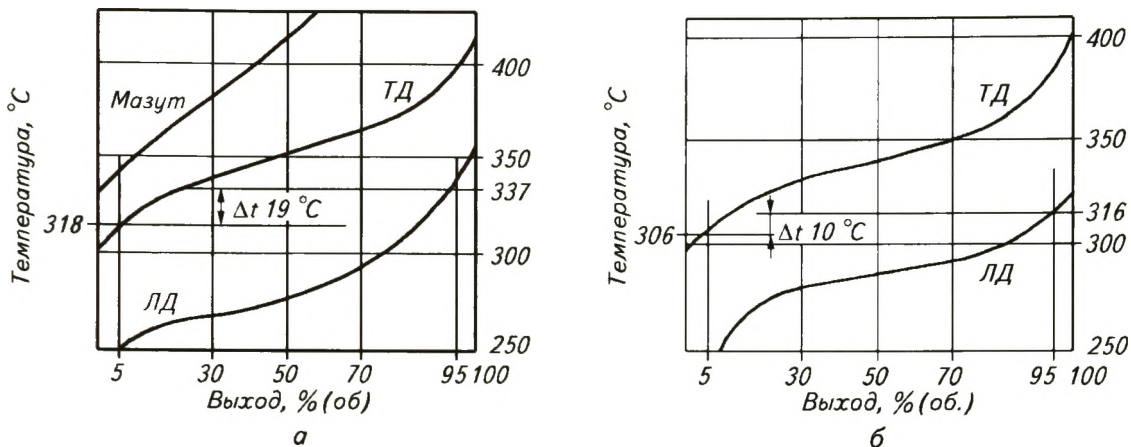 Температура, °C
Мазут
ТД
ЛД
Δt 19 °C
318
400
350
337
300
250
5 30 50 70 95 100
Выход, % (об)
а
Температура, °C
ТД
ЛД
Δt 10 °C
306
400
350
316
300
250
5 30 50 70 95 100
Выход, % (об.)
б